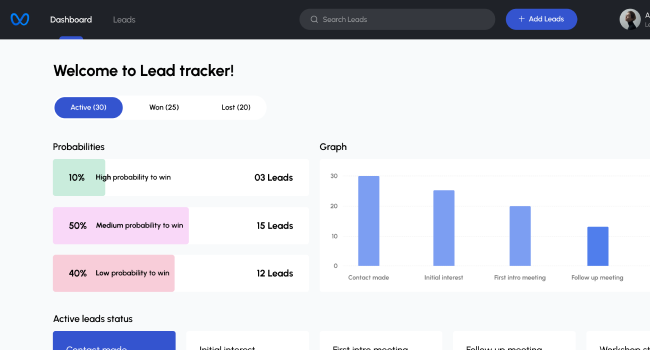 Dashboard Leads Search Leads + Add Leads
Welcome to Lead tracker!
Active (30) Won (25) Lost (20)
Probabilities
10% High probability to win 03 Leads
50% Medium probability to win 15 Leads
40% Low probability to win 12 Leads
Graph
30
20
10
0
Contact made Initial interest First intro meeting Follow up meeting
Active leads status
Contact made Initial interest First intro meeting Follow up meeting Workshop